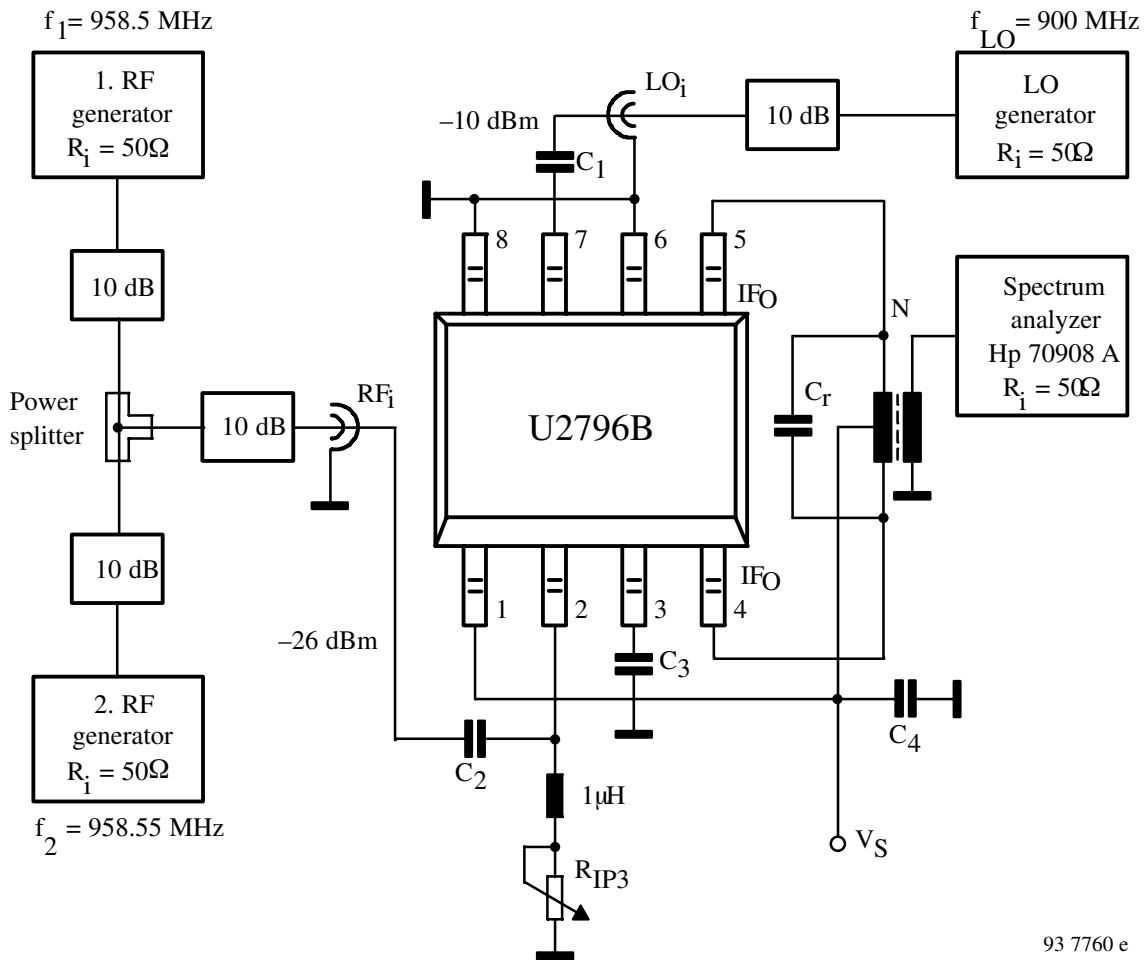 f1 = 958.5 MHz
fLO = 900 MHz
1. RF
generator
Ri = 50Ω
LOi
–10 dBm
10 dB
LO
generator
Ri = 50Ω
C1
8
7
6
5
10 dB
IFO
N
Spectrum
analyzer
Hp 70908 A
Ri = 50Ω
Power
splitter
10 dB
RFi
U2796B
Cr
10 dB
1
2
3
IFO
4
–26 dBm
C3
2. RF
generator
Ri = 50Ω
C2
C4
1µH
f2 = 958.55 MHz
VS
RIP3
93 7760 e